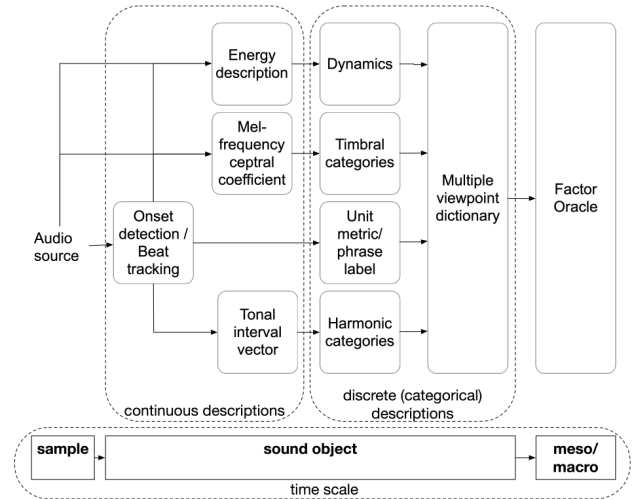 Energy
description
Dynamics
Mel-
frequency
ceptral
coefficient
Timbral
categories
Multiple
viewpoint
dictionary
Factor
Oracle
Audio
source
Onset
detection /
Beat
tracking
Unit
metric/
phrase
label
Tonal
interval
vector
Harmonic
categories
continuous descriptions
discrete (categorical)
descriptions
sample
sound object
meso/
macro
time scale